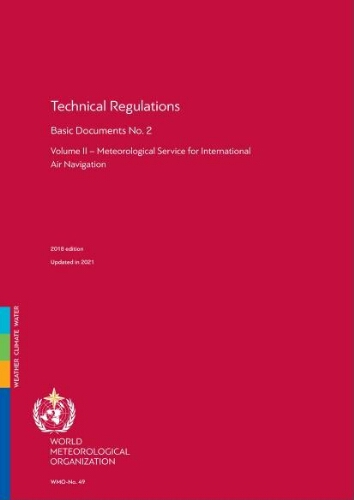 Technical Regulations
Basic Documents No. 2
Volume II – Meteorological Service for International
Air Navigation
2018 edition
Updated in 2021
WEATHER CLIMATE WATER
WORLD
METEOROLOGICAL
ORGANIZATION
WMO-No. 49